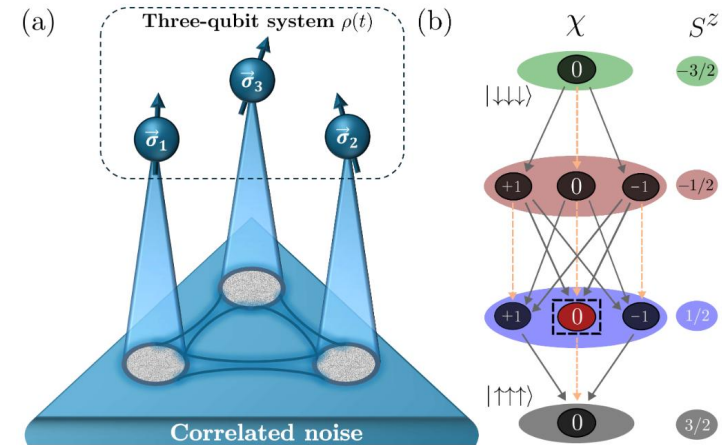 (a)
Three-qubit system ρ(t)
σ⃗₃
σ⃗₁
σ⃗₂
Correlated noise
(b)
χ
Sᶻ
0
−3/2
|↓↓↓⟩
+1 0 −1
−1/2
+1 0 −1
1/2
|↑↑↑⟩
0
3/2